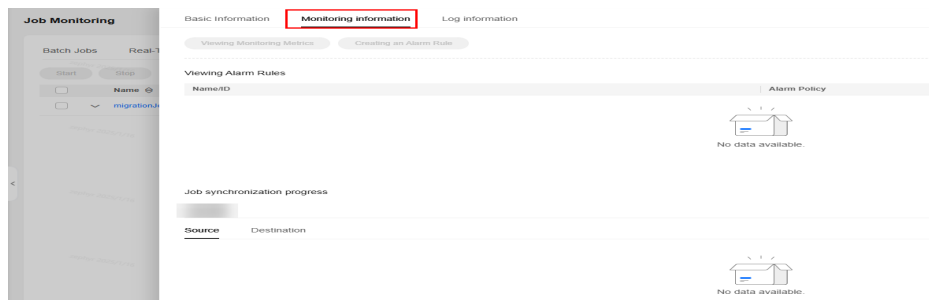 Job Monitoring
Batch Jobs Real-T
Start Stop
Name
migrationJo
<
Basic Information Monitoring information Log information
Viewing Monitoring Metrics Creating an Alarm Rule
Viewing Alarm Rules
Name/ID Alarm Policy
No data available.
Job synchronization progress
Source Destination
No data available.